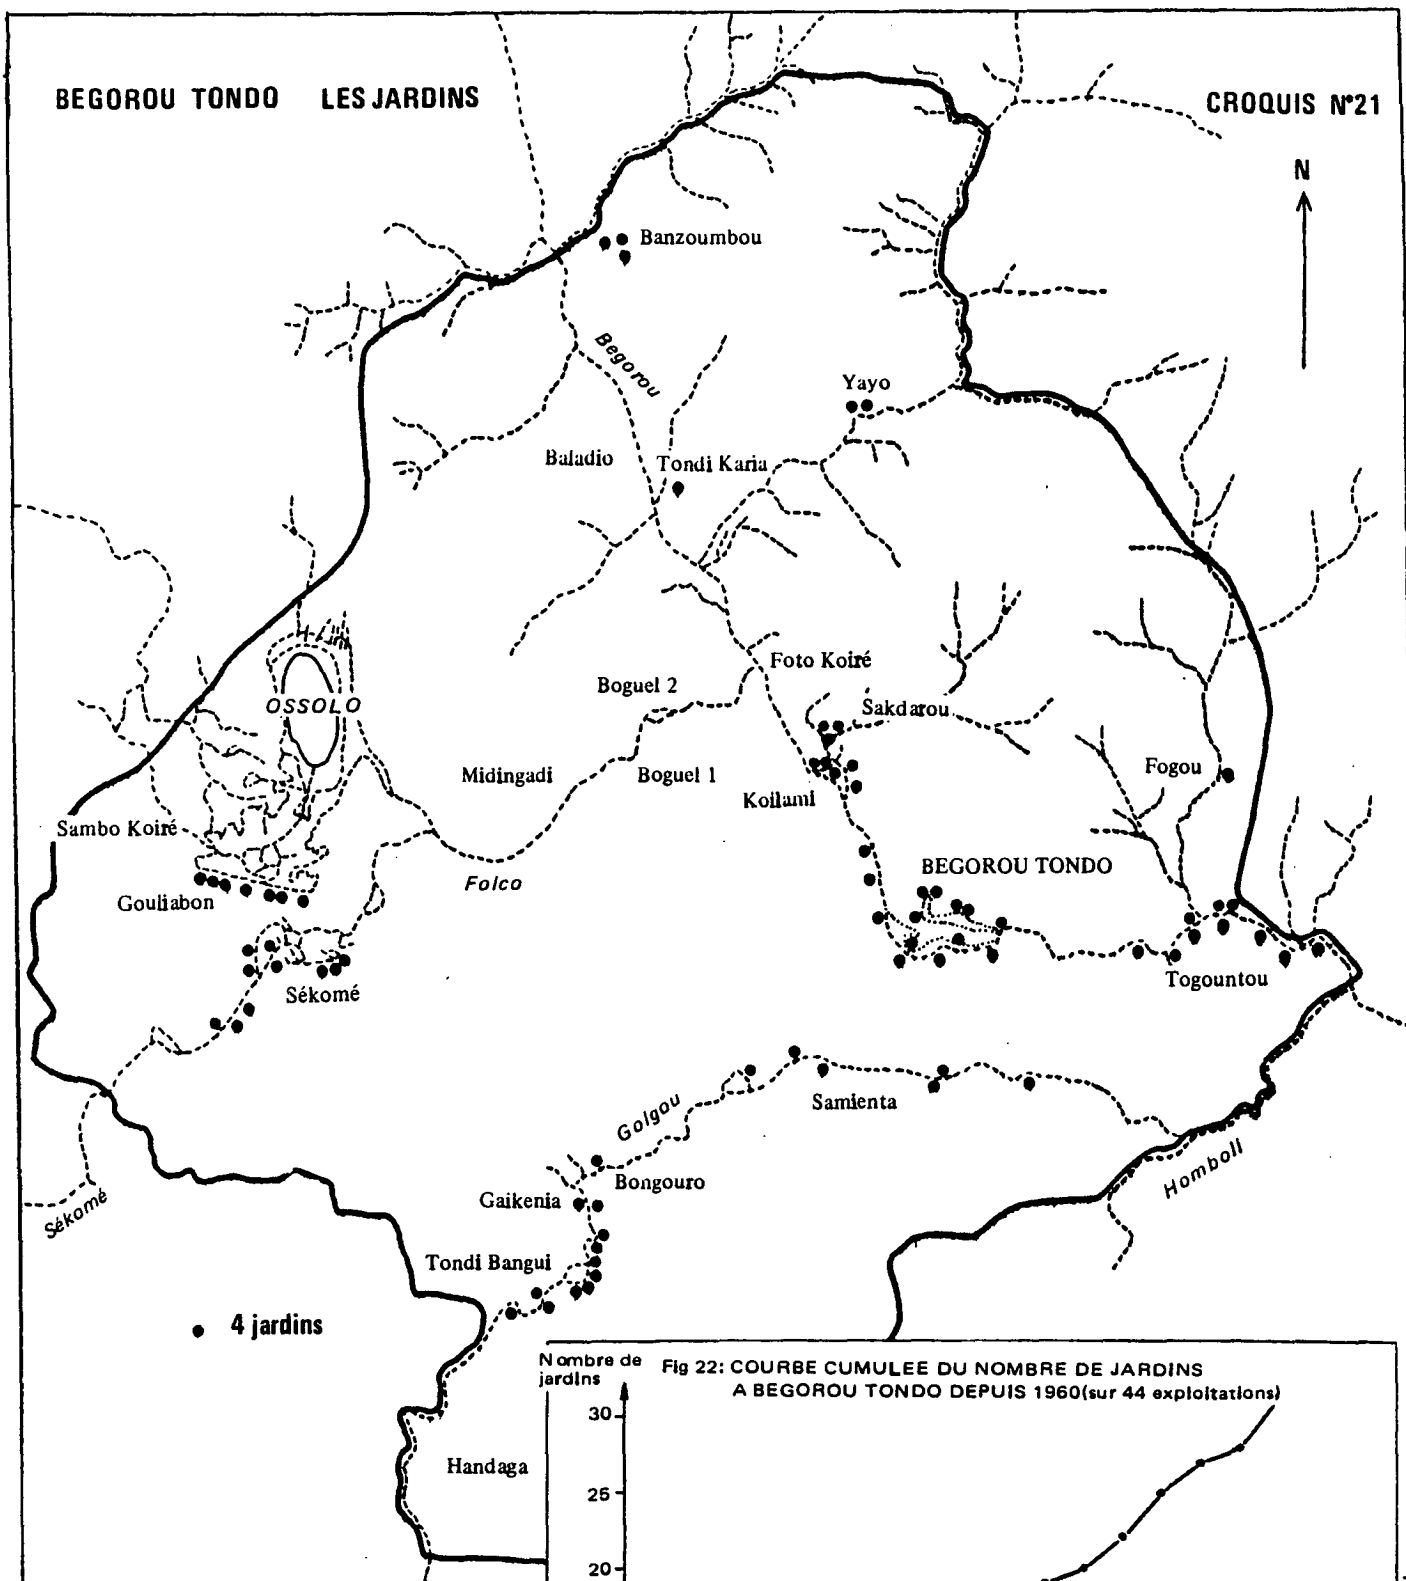 BEGOROU TONDO LES JARDINS
CROQUIS N°21
N
Banzoumbou
Begorou
Yayo
Baladio
Tondi Karia
Foto Koiré
Boguel 2
OSSOLO
Sakdarou
Midingadi
Boguel 1
Fogou
Koilami
Sambo Koiré
BEGOROU TONDO
Folco
Gouliabon
Togountou
Sékomé
Samienta
Golgou
Homboll
Bongouro
Sékomé
Gaikenia
Tondi Bangui
4 jardins
Nombre de
jardins
Fig 22: COURBE CUMULEE DU NOMBRE DE JARDINS
A BEGOROU TONDO DEPUIS 1960(sur 44 exploitations)
30
Handaga
25
20